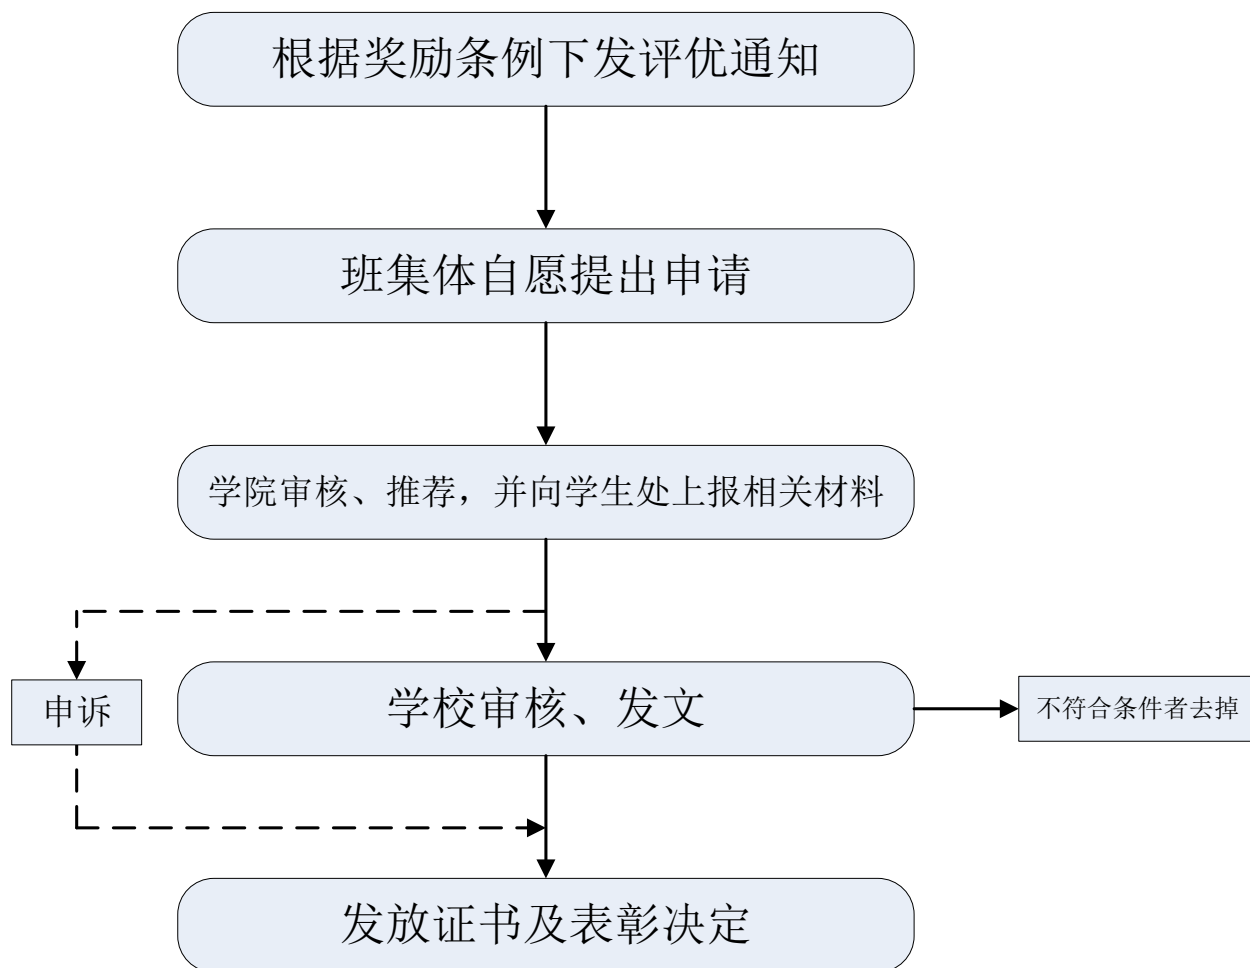 根据奖励条例下发评优通知
班集体自愿提出申请
学院审核、推荐，并向学生处上报相关材料
申诉
学校审核、发文
不符合条件者去掉
发放证书及表彰决定